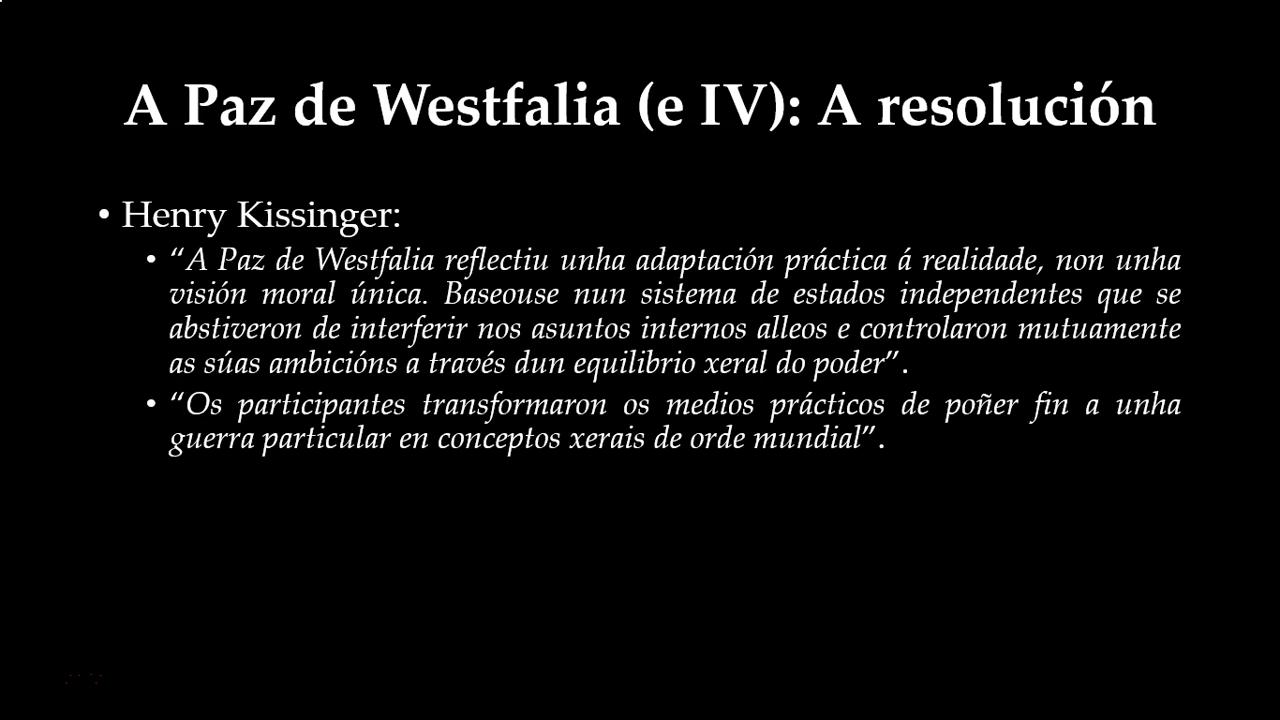 A Paz de Westfalia (e IV): A resolución
• Henry Kissinger:
• “A Paz de Westfalia reflectiu unha adaptación práctica á realidade, non unha
visión moral única. Baseouse nun sistema de estados independentes que se
abstiveron de interferir nos asuntos internos alleos e controlaron mutuamente
as súas ambicións a través dun equilibrio xeral do poder”.
• “Os participantes transformaron os medios prácticos de poñer fin a unha
guerra particular en conceptos xerais de orde mundial”.